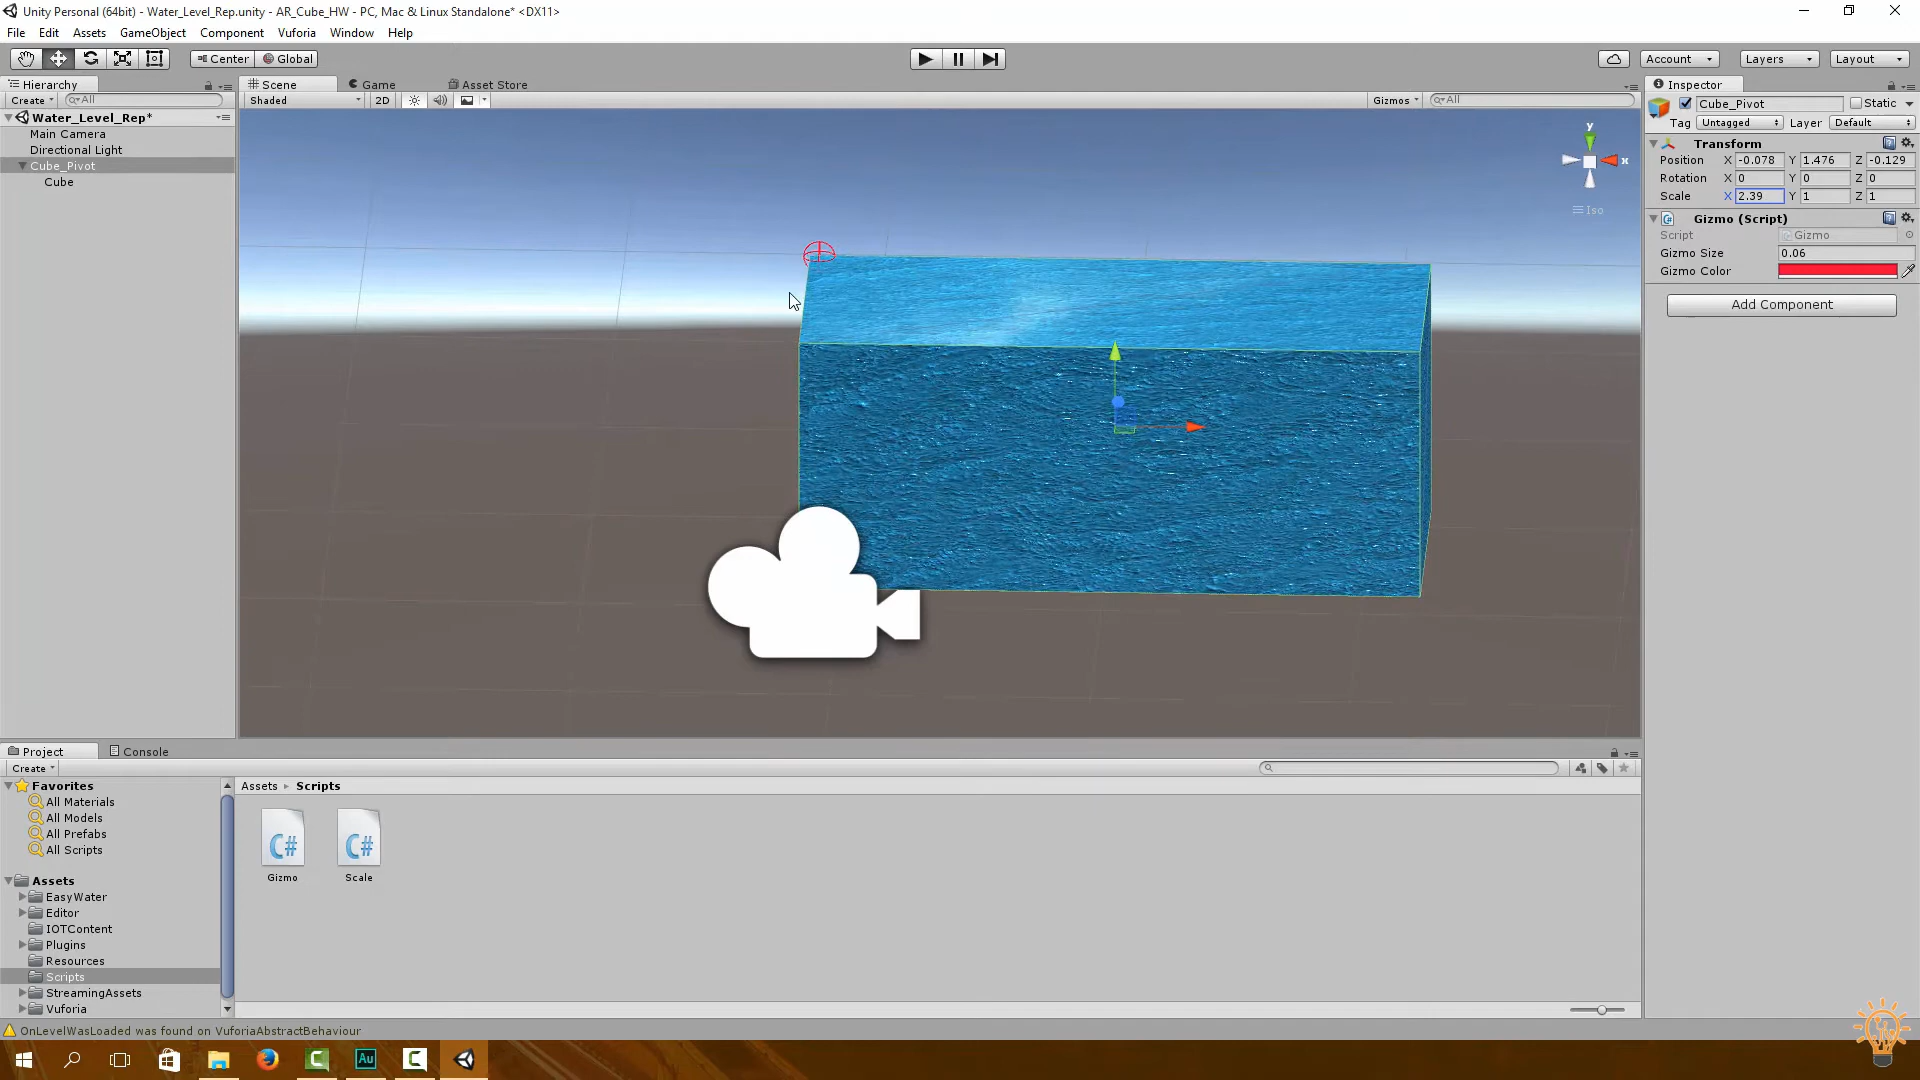 Unity Personal (64bit) - Water_Level_Rep.unity - AR_Cube_HW - PC, Mac & Linux Standalone* <DX11>
File Edit Assets GameObject Component Vuforia Window Help
Center Global Account Layers Layout
Hierarchy
Create All
Water_Level_Rep*
Main Camera
Directional Light
Cube_Pivot
Cube
Scene Game Asset Store
Shaded 2D Gizmos All
y
x
Iso
Inspector
Cube_Pivot Static
Tag Untagged Layer Default
Transform
Position X -0.078 Y 1.476 Z -0.129
Rotation X 0 Y 0 Z 0
Scale X 2.39 Y 1 Z 1
Gizmo (Script)
Script Gizmo
Gizmo Size 0.06
Gizmo Color
Add Component
Project Console
Create
Favorites
All Materials
All Models
All Prefabs
All Scripts
Assets
EasyWater
Editor
IOTContent
Plugins
Resources
Scripts
StreamingAssets
Vuforia
Assets Scripts
C# C#
Gizmo Scale
OnLevelWasLoaded was found on VuforiaAbstractBehaviour
C Au C